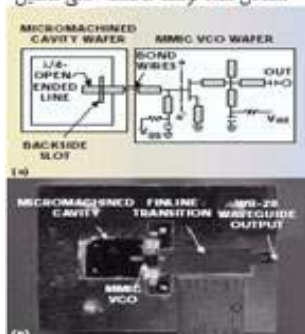 MICROMACHINED
CAVITY WAFER
MMIC VCO WAFER
λ/4-
OPEN-
ENDED
LINE
BOND
WIRES
OUT
BACKSIDE
SLOT
(a)
MICROMACHINED
CAVITY
FINLINE
TRANSITION
WR-28
WAVEGUIDE
OUTPUT
MMIC
VCO